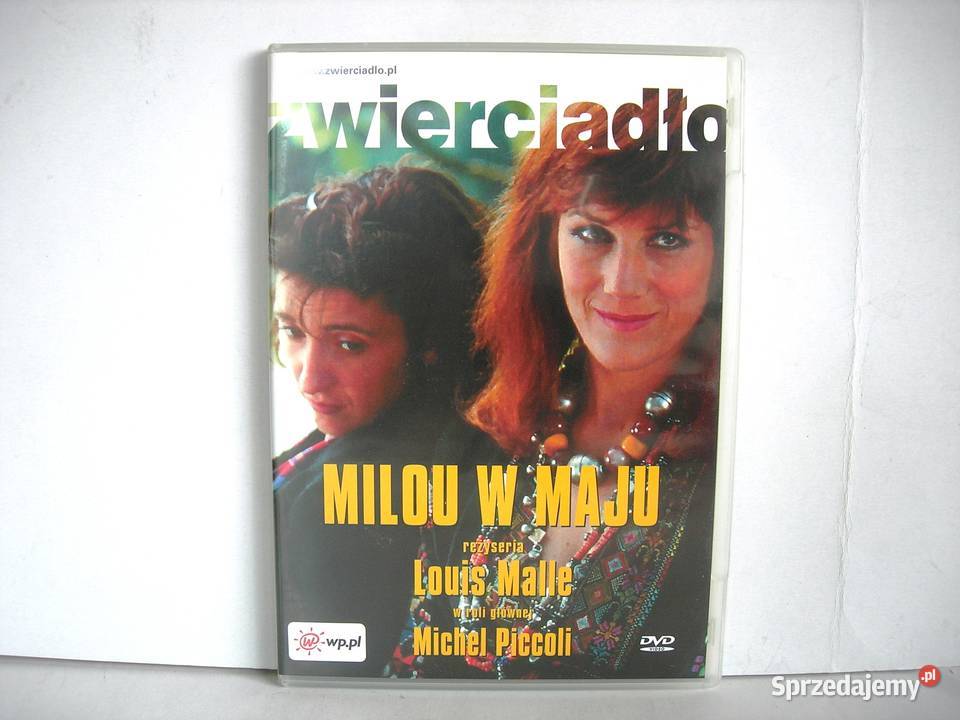 .zwierciadlo.pl
zwierciadło
MILOU W MAJU
reżyseria
Louis Malle
w roli głównej
Michel Piccoli
wp.pl
DVD
VIDEO
Sprzedajemy.pl